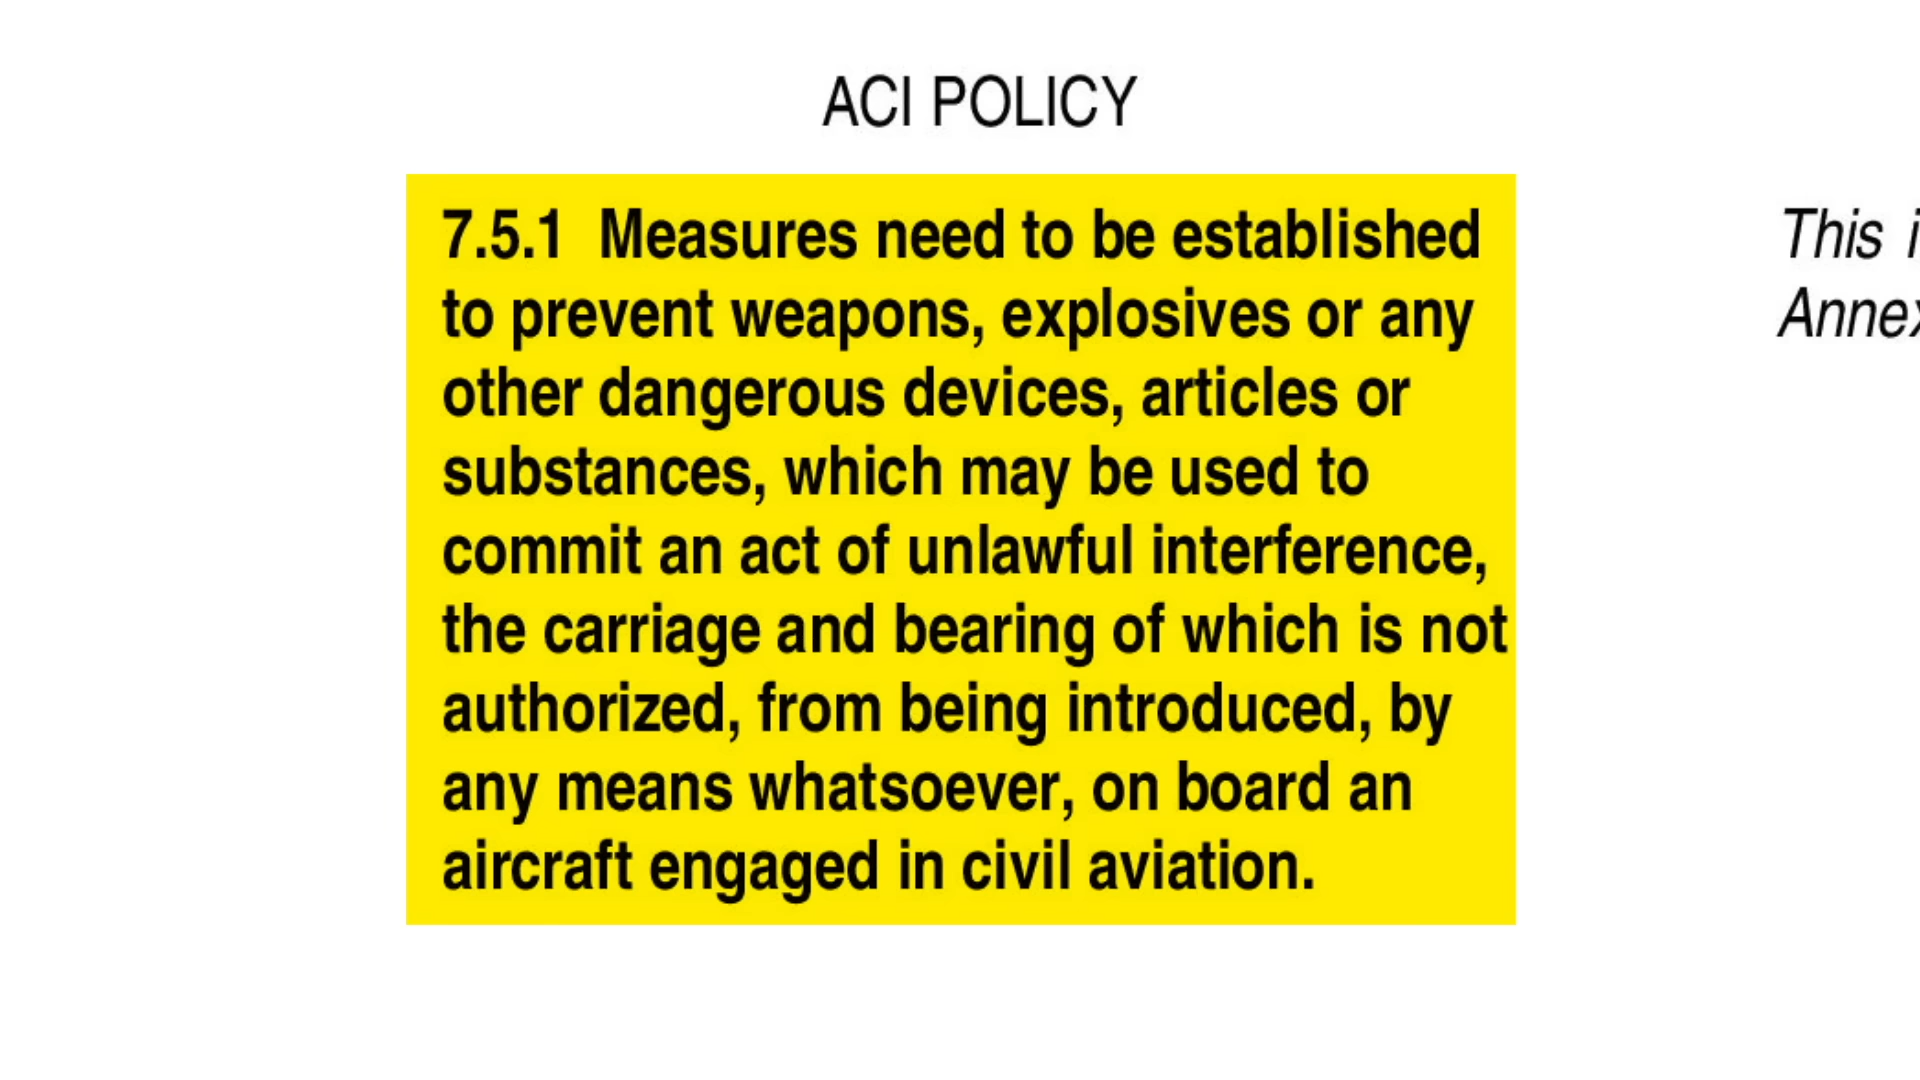 ACI POLICY
7.5.1 Measures need to be established
to prevent weapons, explosives or any
other dangerous devices, articles or
substances, which may be used to
commit an act of unlawful interference,
the carriage and bearing of which is not
authorized, from being introduced, by
any means whatsoever, on board an
aircraft engaged in civil aviation.
This